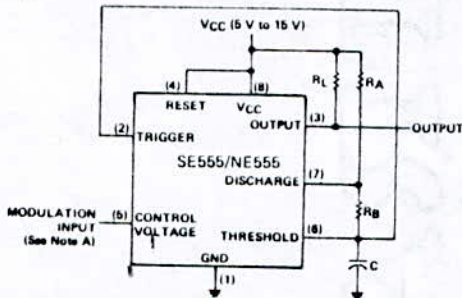 VCC (5 V to 15 V)
(4)
(8)
RL
RA
RESET
VCC
(3)
OUTPUT
OUTPUT
(2)
TRIGGER
SE555/NE555
(7)
DISCHARGE
RB
MODULATION
INPUT
(See Note A)
(5)
CONTROL
VOLTAGE
(6)
THRESHOLD
GND
(1)
C